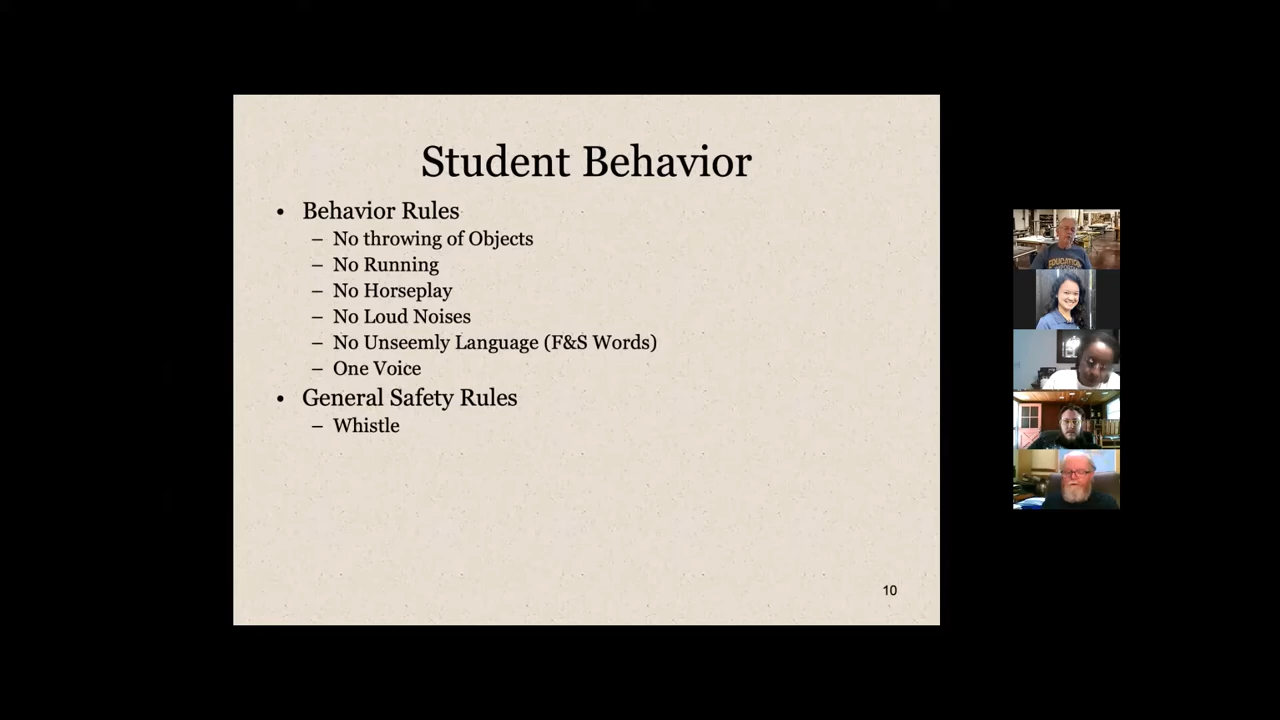 Student Behavior
• Behavior Rules
– No throwing of Objects
– No Running
– No Horseplay
– No Loud Noises
– No Unseemly Language (F&S Words)
– One Voice
• General Safety Rules
– Whistle
10
EDUCATION